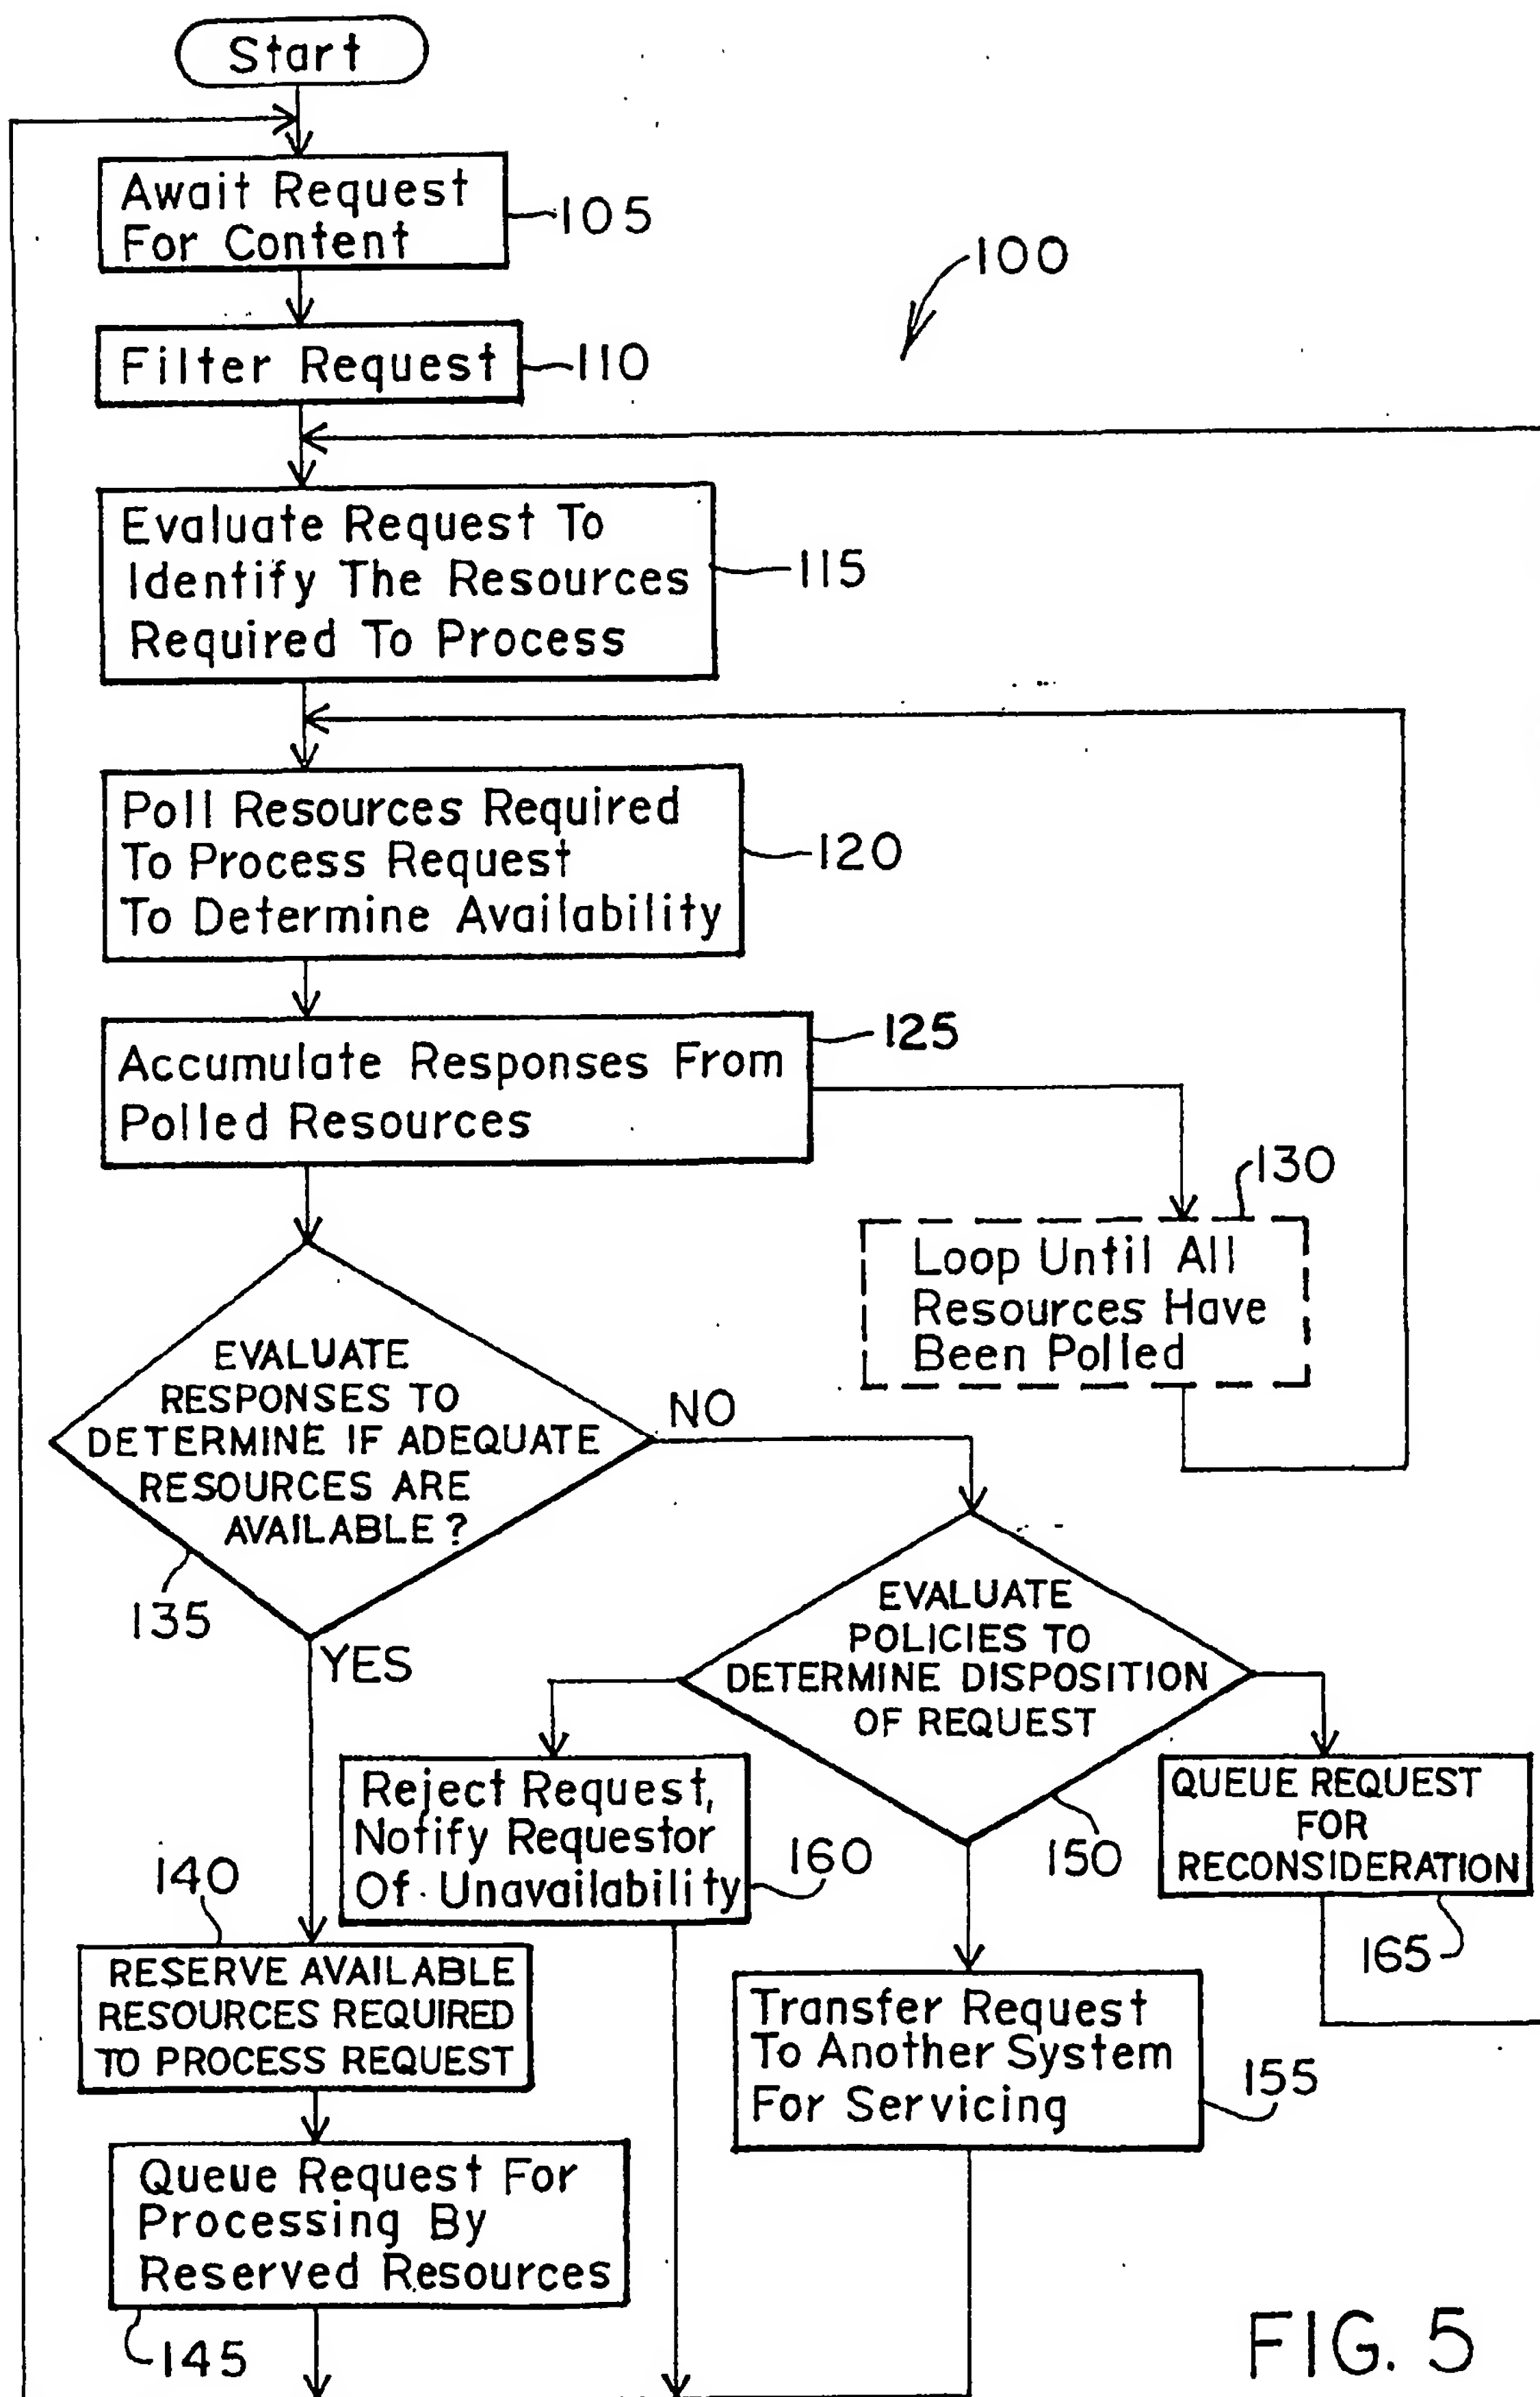 Start
Await Request
For Content
105
100
Filter Request
110
Evaluate Request To
Identify The Resources
Required To Process
115
Poll Resources Required
To Process Request
To Determine Availability
120
125
Accumulate Responses From
Polled Resources
130
Loop Until All
Resources Have
Been Polled
EVALUATE
RESPONSES TO
DETERMINE IF ADEQUATE
RESOURCES ARE
AVAILABLE?
NO
135
YES
EVALUATE
POLICIES TO
DETERMINE DISPOSITION
OF REQUEST
150
Reject Request,
Notify Requestor
Of Unavailability
160
QUEUE REQUEST
FOR
RECONSIDERATION
165
140
RESERVE AVAILABLE
RESOURCES REQUIRED
TO PROCESS REQUEST
Transfer Request
To Another System
For Servicing
155
Queue Request For
Processing By
Reserved Resources
145
FIG. 5